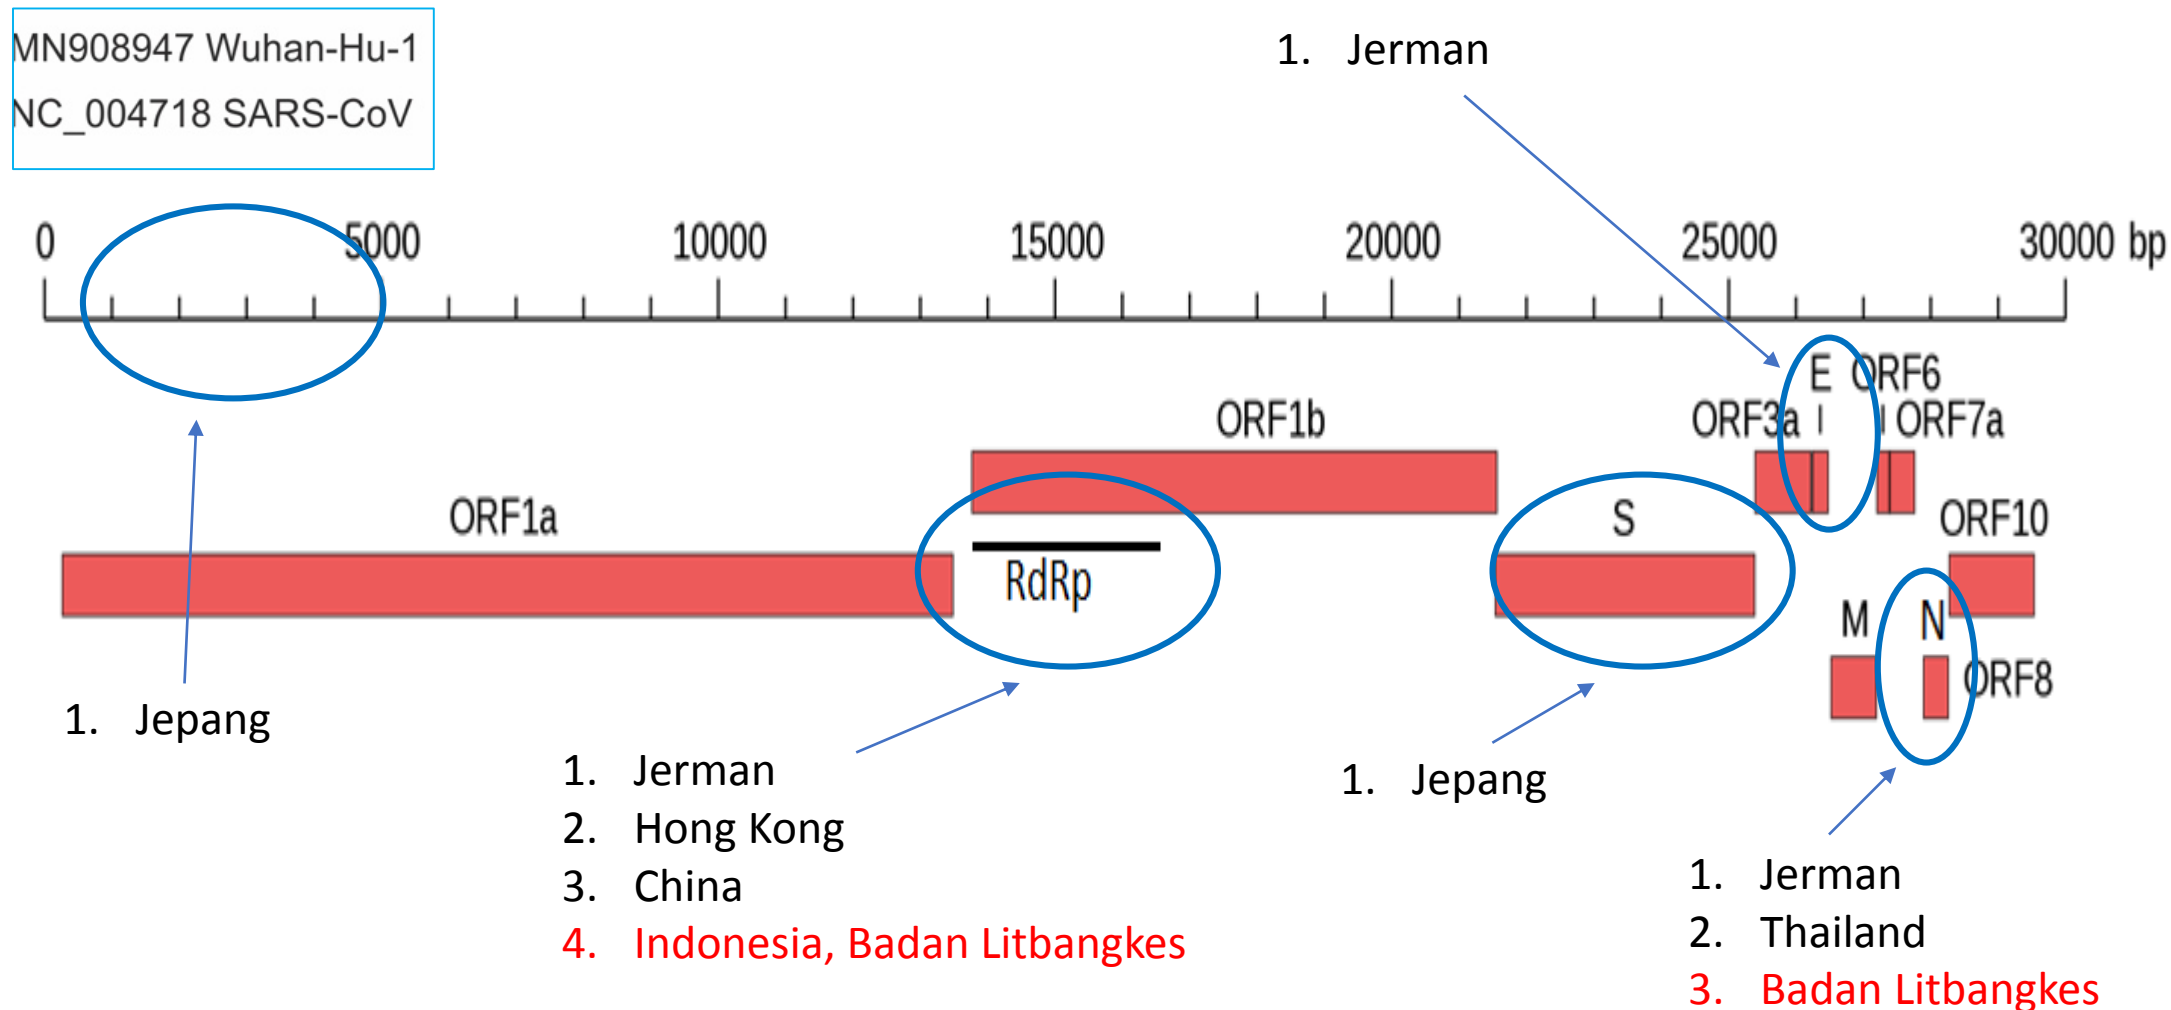 MN908947 Wuhan-Hu-1
NC_004718 SARS-CoV
1. Jerman
0 5000 10000 15000 20000 25000 30000 bp
E ORF6
ORF1b ORF3a ORF7a
ORF1a S ORF10
RdRp
M N
ORF8
1. Jepang
1. Jerman
2. Hong Kong
3. China
4. Indonesia, Badan Litbangkes
1. Jepang
1. Jerman
2. Thailand
3. Badan Litbangkes